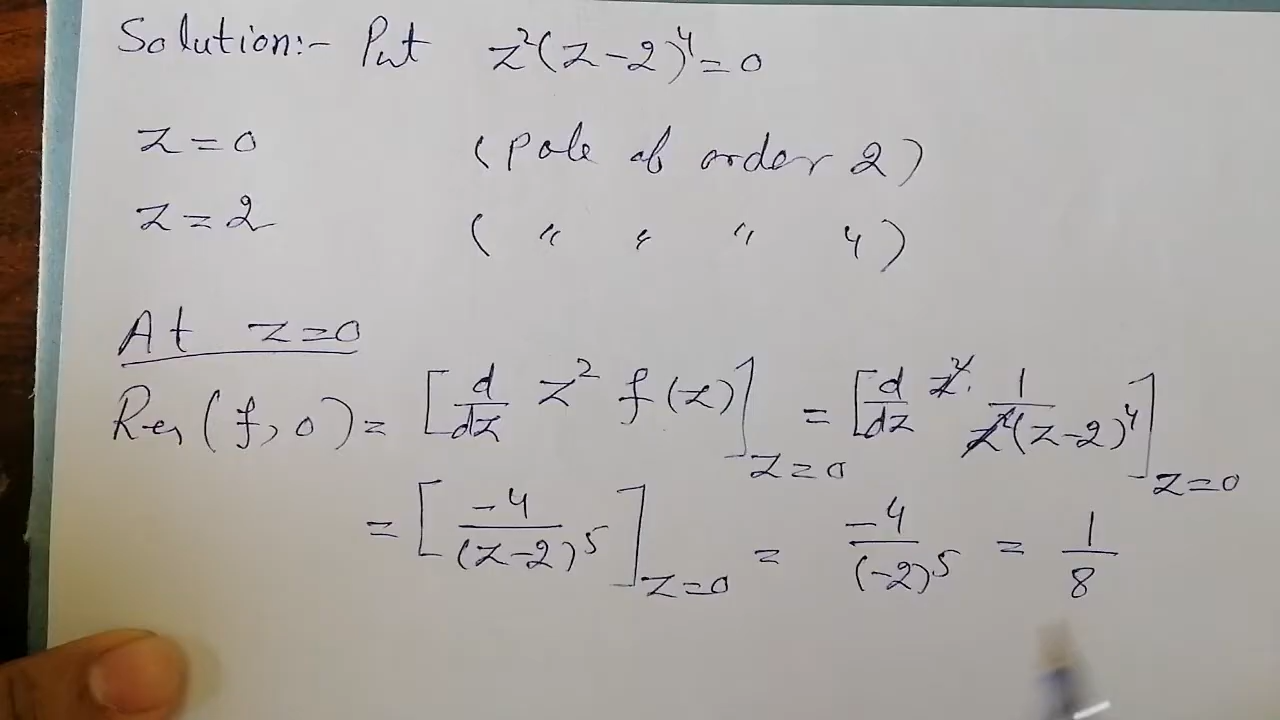 Solution:- Put z²(z-2)⁴=0
z=0 (Pole of order 2)
z=2 ( " " " 4)
At z=0
Res(f,0)= [d/dz z² f(z)]z=0 = [d/dz z². 1/z²(z-2)⁴]z=0
= [-4/(z-2)⁵]z=0 = -4/(-2)⁵ = 1/8